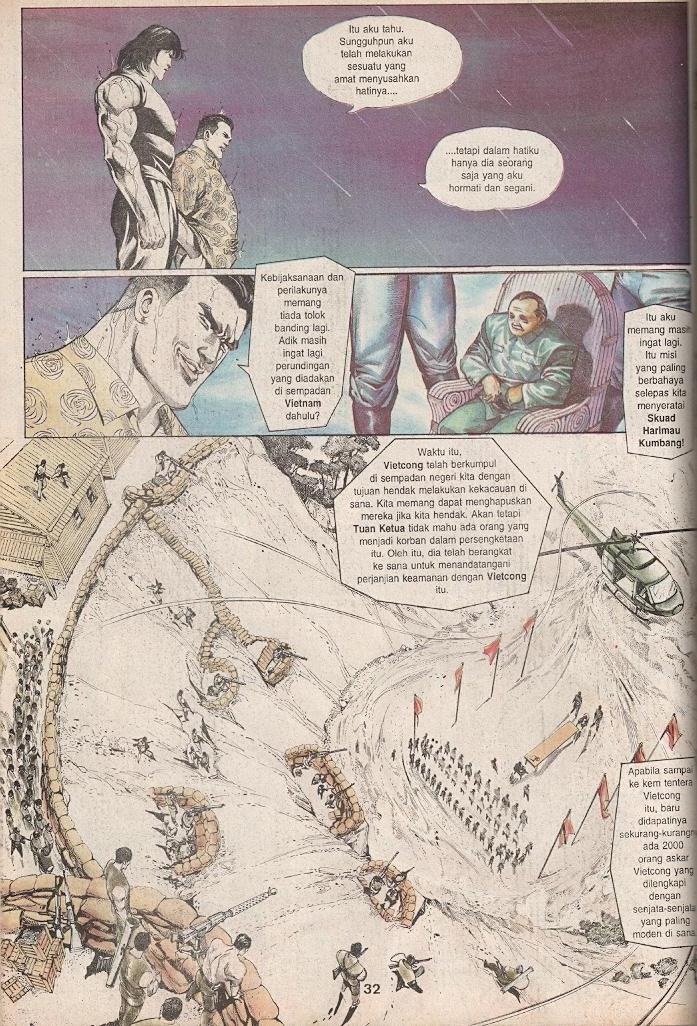 Itu aku tahu.
Sungguhpun aku
telah melakukan
sesuatu yang
amat menyusahkan
hatinya....
....tetapi dalam hatiku
hanya dia seorang
saja yang aku
hormati dan segani.
Kebijaksanaan dan
perilakunya
memang
tiada tolok
banding lagi.
Adik masih
ingat lagi
perundingan
yang diadakan
di sempadan
Vietnam
dahulu?
Itu aku
memang masih
ingat lagi.
Itu misi
yang paling
berbahaya
selepas kita
menyertai
Skuad
Harimau
Kumbang!
Waktu itu,
Vietcong telah berkumpul
di sempadan negeri kita dengan
tujuan hendak melakukan kekacauan di
sana. Kita memang dapat menghapuskan
mereka jika kita hendak. Akan tetapi
Tuan Ketua tidak mahu ada orang yang
menjadi korban dalam persengketaan
itu. Oleh itu, dia telah berangkat
ke sana untuk menandatangani
perjanjian keamanan dengan Vietcong
itu.
Apabila sampai
ke kem tentera
Vietcong
itu, baru
didapatinya
sekurang-kurangn
ada 2000
orang askar
Vietcong yang
dilengkapi
dengan
senjata-senjata
yang paling
moden di sana.
32